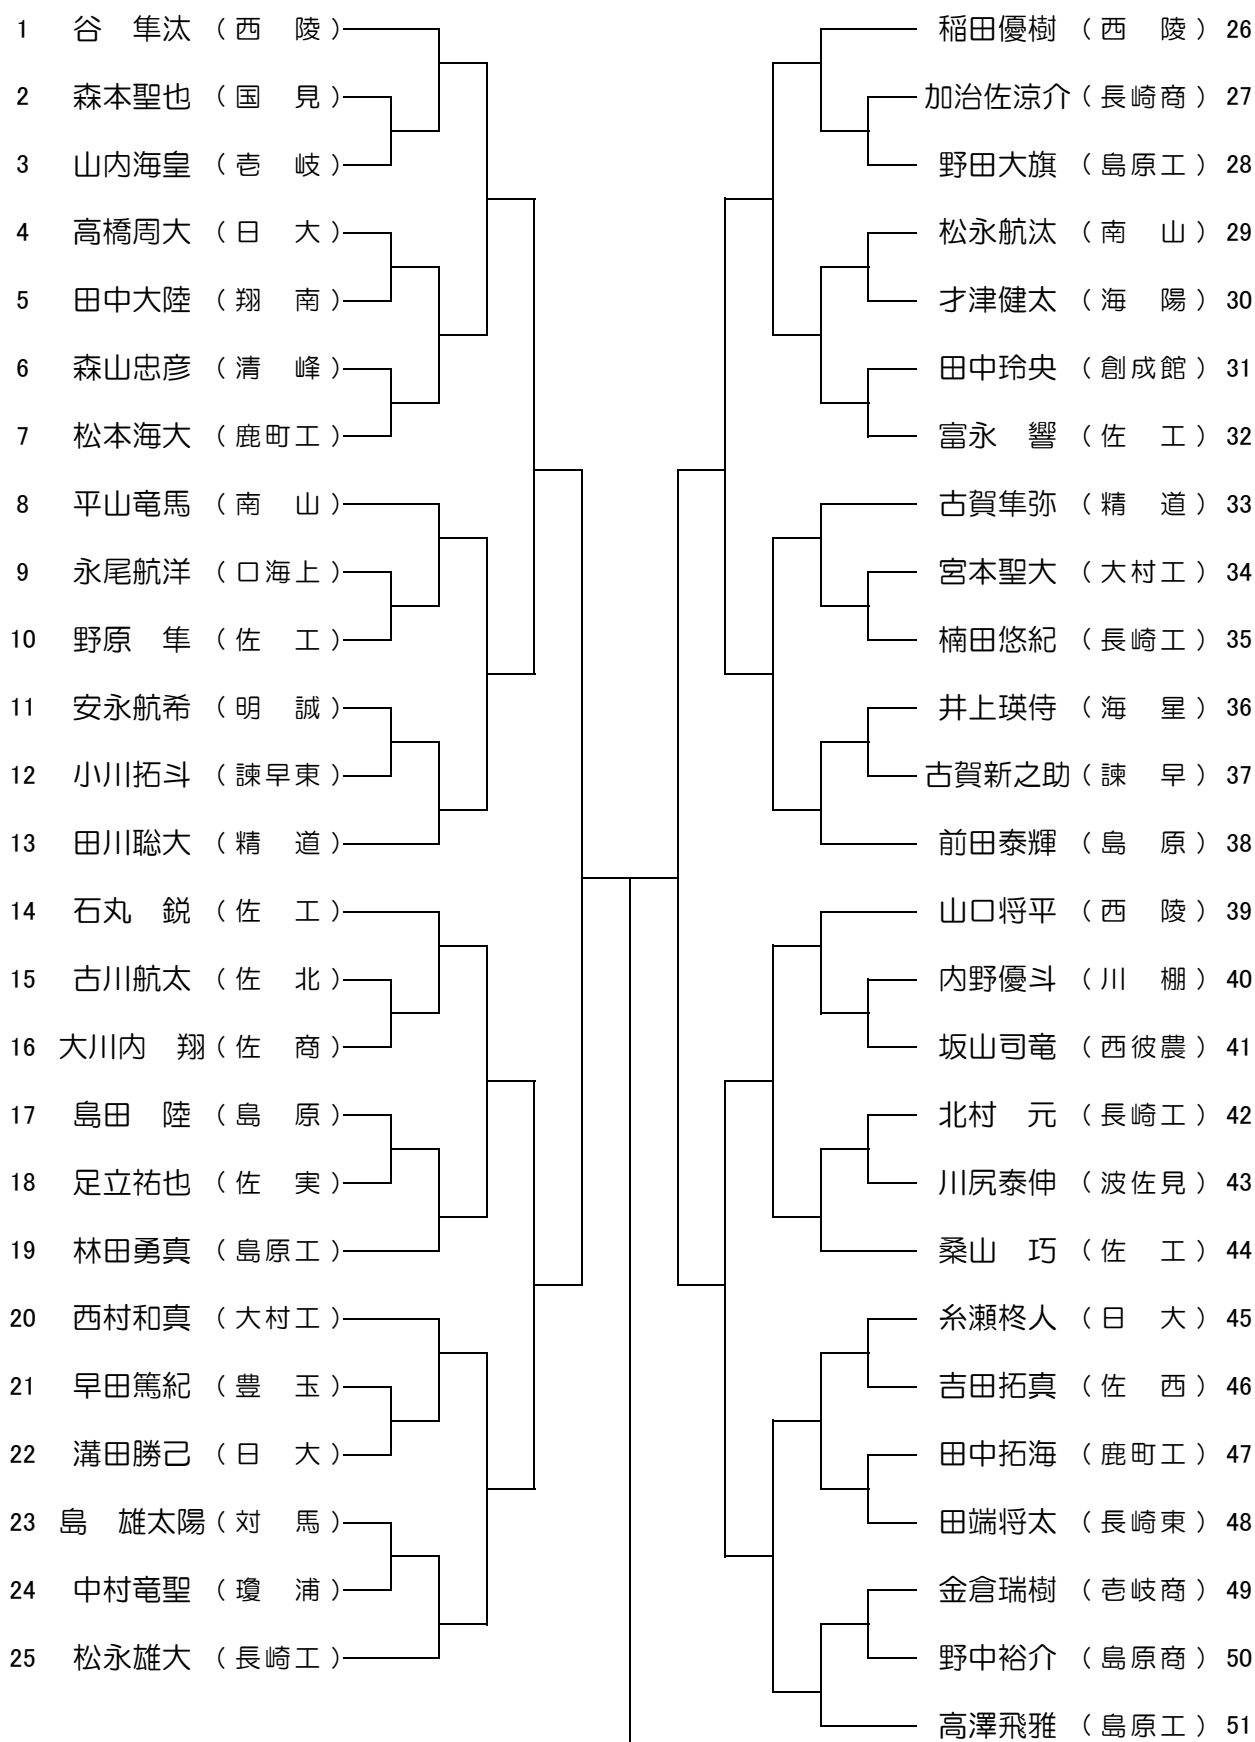 1 谷 隼汰 （西 陵）
2 森本聖也 （国 見）
3 山内海皇 （壱 岐）
4 高橋周大 （日 大）
5 田中大陸 （翔 南）
6 森山忠彦 （清 峰）
7 松本海大 （鹿町工）
8 平山竜馬 （南 山）
9 永尾航洋 （口海上）
10 野原 隼 （佐 工）
11 安永航希 （明 誠）
12 小川拓斗 （諫早東）
13 田川聡大 （精 道）
14 石丸 鋭 （佐 工）
15 古川航太 （佐 北）
16 大川内 翔（佐 商）
17 島田 陸 （島 原）
18 足立祐也 （佐 実）
19 林田勇真 （島原工）
20 西村和真 （大村工）
21 早田篤紀 （豊 玉）
22 溝田勝己 （日 大）
23 島 雄太陽（対 馬）
24 中村竜聖 （瓊 浦）
25 松永雄大 （長崎工）
稲田優樹 （西 陵） 26
加治佐涼介（長崎商） 27
野田大旗 （島原工） 28
松永航汰 （南 山） 29
才津健太 （海 陽） 30
田中玲央 （創成館） 31
富永 響 （佐 工） 32
古賀隼弥 （精 道） 33
宮本聖大 （大村工） 34
楠田悠紀 （長崎工） 35
井上瑛侍 （海 星） 36
古賀新之助（諫 早） 37
前田泰輝 （島 原） 38
山口将平 （西 陵） 39
内野優斗 （川 棚） 40
坂山司竜 （西彼農） 41
北村 元 （長崎工） 42
川尻泰伸 （波佐見） 43
桑山 巧 （佐 工） 44
糸瀬柊人 （日 大） 45
吉田拓真 （佐 西） 46
田中拓海 （鹿町工） 47
田端将太 （長崎東） 48
金倉瑞樹 （壱岐商） 49
野中裕介 （島原商） 50
高澤飛雅 （島原工） 51